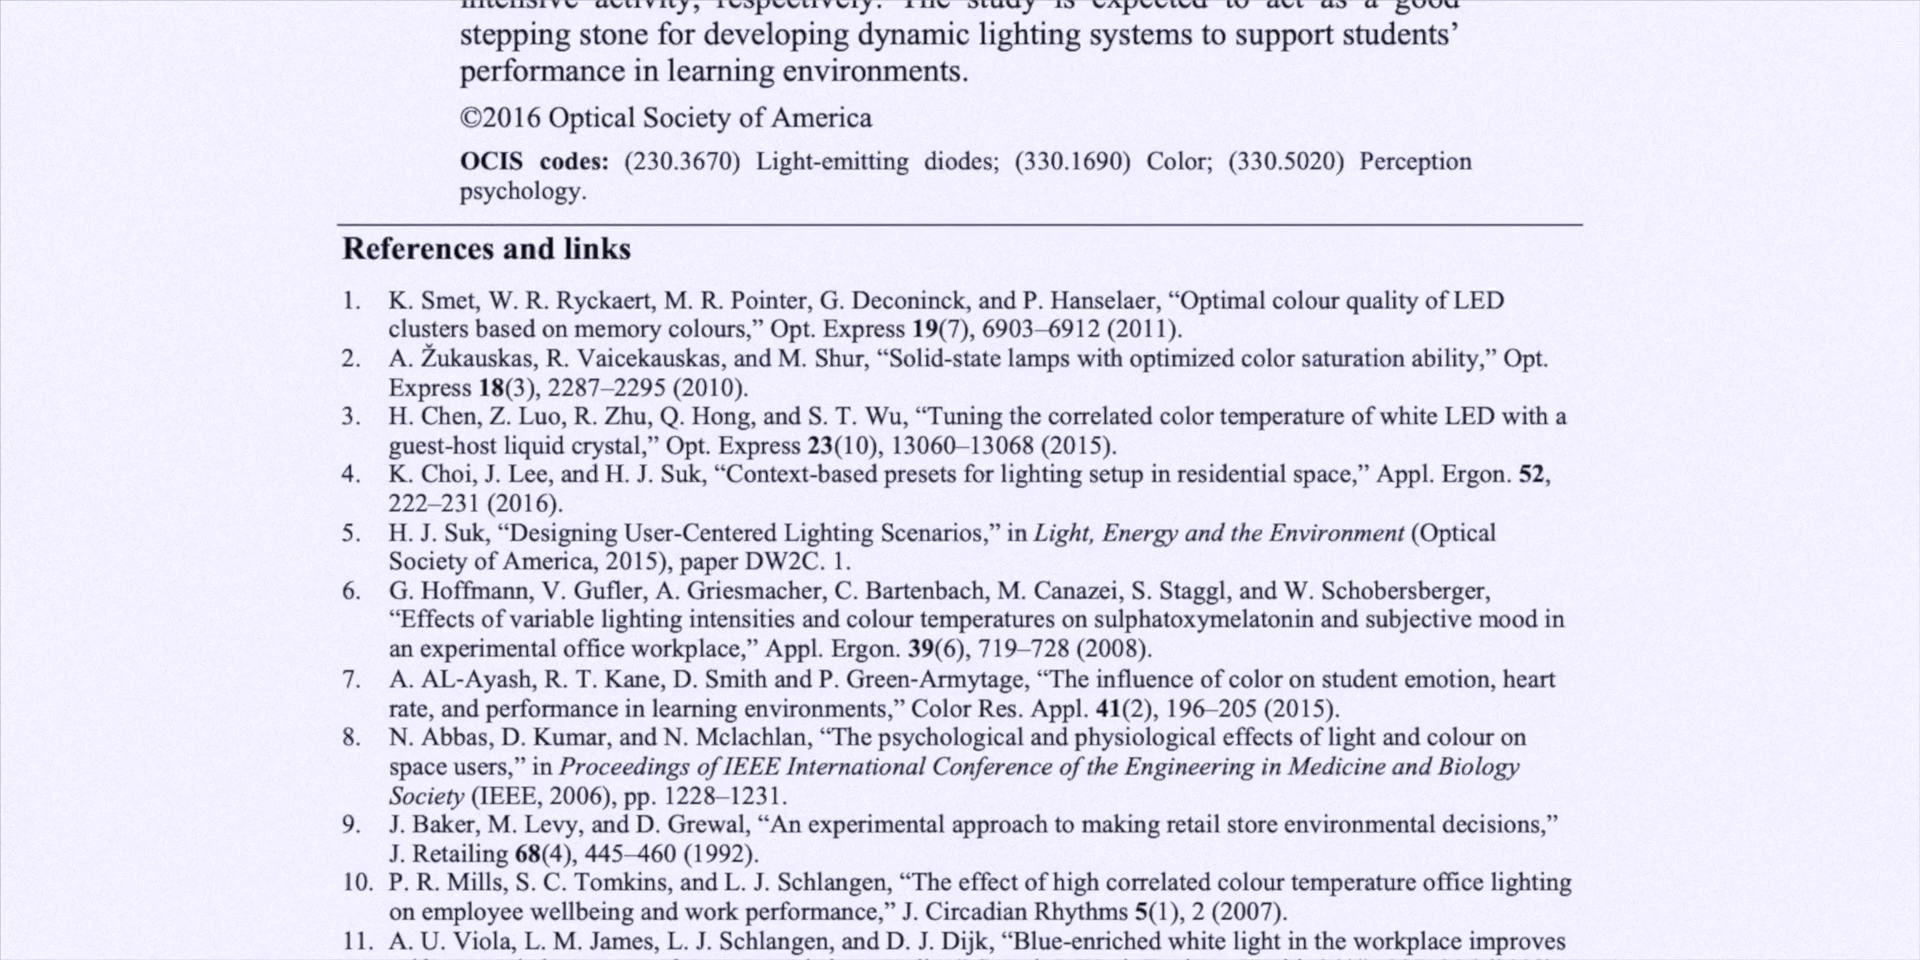 intensive activity, respectively. The study is expected to act as a good
stepping stone for developing dynamic lighting systems to support students’
performance in learning environments.
©2016 Optical Society of America
OCIS codes: (230.3670) Light-emitting diodes; (330.1690) Color; (330.5020) Perception
psychology.
References and links
1. K. Smet, W. R. Ryckaert, M. R. Pointer, G. Deconinck, and P. Hanselaer, “Optimal colour quality of LED
clusters based on memory colours,” Opt. Express 19(7), 6903–6912 (2011).
2. A. Žukauskas, R. Vaicekauskas, and M. Shur, “Solid-state lamps with optimized color saturation ability,” Opt.
Express 18(3), 2287–2295 (2010).
3. H. Chen, Z. Luo, R. Zhu, Q. Hong, and S. T. Wu, “Tuning the correlated color temperature of white LED with a
guest-host liquid crystal,” Opt. Express 23(10), 13060–13068 (2015).
4. K. Choi, J. Lee, and H. J. Suk, “Context-based presets for lighting setup in residential space,” Appl. Ergon. 52,
222–231 (2016).
5. H. J. Suk, “Designing User-Centered Lighting Scenarios,” in Light, Energy and the Environment (Optical
Society of America, 2015), paper DW2C. 1.
6. G. Hoffmann, V. Gufler, A. Griesmacher, C. Bartenbach, M. Canazei, S. Staggl, and W. Schobersberger,
“Effects of variable lighting intensities and colour temperatures on sulphatoxymelatonin and subjective mood in
an experimental office workplace,” Appl. Ergon. 39(6), 719–728 (2008).
7. A. AL-Ayash, R. T. Kane, D. Smith and P. Green-Armytage, “The influence of color on student emotion, heart
rate, and performance in learning environments,” Color Res. Appl. 41(2), 196–205 (2015).
8. N. Abbas, D. Kumar, and N. Mclachlan, “The psychological and physiological effects of light and colour on
space users,” in Proceedings of IEEE International Conference of the Engineering in Medicine and Biology
Society (IEEE, 2006), pp. 1228–1231.
9. J. Baker, M. Levy, and D. Grewal, “An experimental approach to making retail store environmental decisions,”
J. Retailing 68(4), 445–460 (1992).
10. P. R. Mills, S. C. Tomkins, and L. J. Schlangen, “The effect of high correlated colour temperature office lighting
on employee wellbeing and work performance,” J. Circadian Rhythms 5(1), 2 (2007).
11. A. U. Viola, L. M. James, L. J. Schlangen, and D. J. Dijk, “Blue-enriched white light in the workplace improves